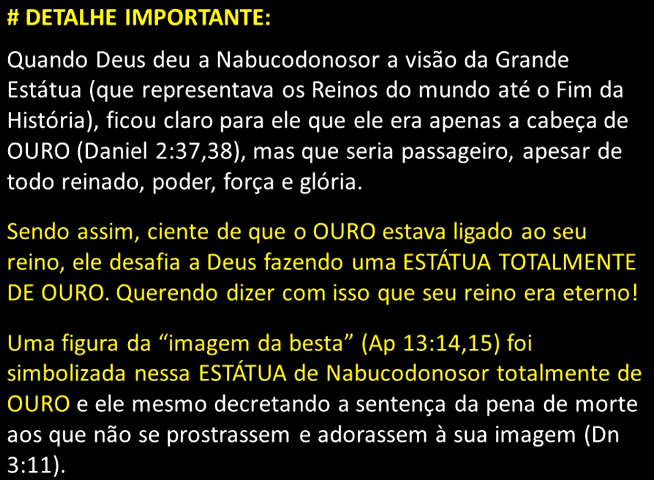 # DETALHE IMPORTANTE:
Quando Deus deu a Nabucodonosor a visão da Grande
Estátua (que representava os Reinos do mundo até o Fim da
História), ficou claro para ele que ele era apenas a cabeça de
OURO (Daniel 2:37,38), mas que seria passageiro, apesar de
todo reinado, poder, força e glória.
Sendo assim, ciente de que o OURO estava ligado ao seu
reino, ele desafia a Deus fazendo uma ESTÁTUA TOTALMENTE
DE OURO. Querendo dizer com isso que seu reino era eterno!
Uma figura da “imagem da besta” (Ap 13:14,15) foi
simbolizada nessa ESTÁTUA de Nabucodonosor totalmente de
OURO e ele mesmo decretando a sentença da pena de morte
aos que não se prostrassem e adorassem à sua imagem (Dn
3:11).